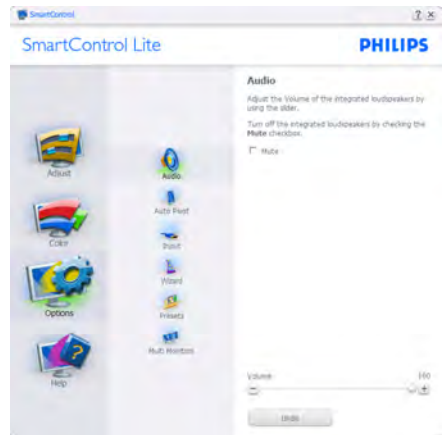 SmartControl
SmartControl Lite
PHILIPS
Adjust
Color
Options
Help
Audio
Auto Pivot
Input
Wizard
Presets
Multi Monitors
Audio
Adjust the Volume of the integrated loudspeakers by
using the slider.
Turn off the integrated loudspeakers by checking the
Mute checkbox.
Mute
Volume
100
Undo